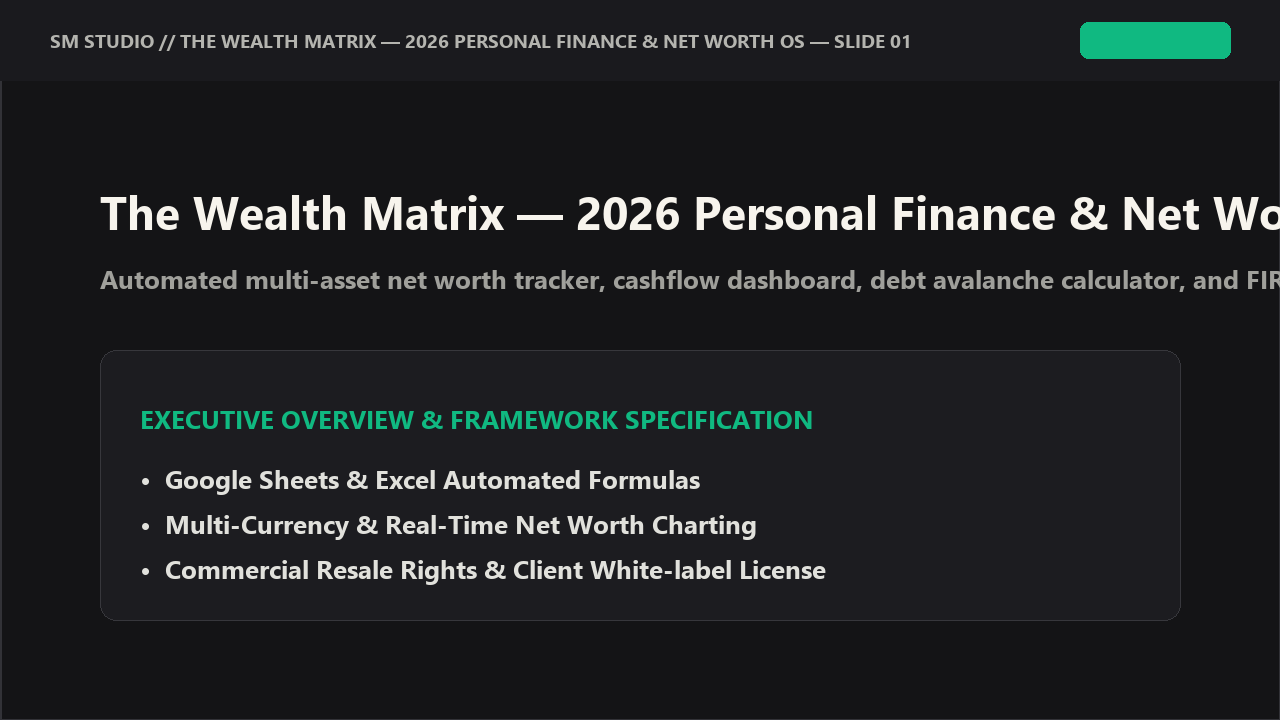 SM STUDIO // THE WEALTH MATRIX — 2026 PERSONAL FINANCE & NET WORTH OS — SLIDE 01
The Wealth Matrix — 2026 Personal Finance & Net
Automated multi-asset net worth tracker, cashflow dashboard, debt avalanche calculator, and
EXECUTIVE OVERVIEW & FRAMEWORK SPECIFICATION
• Google Sheets & Excel Automated Formulas
• Multi-Currency & Real-Time Net Worth Charting
• Commercial Resale Rights & Client White-label License